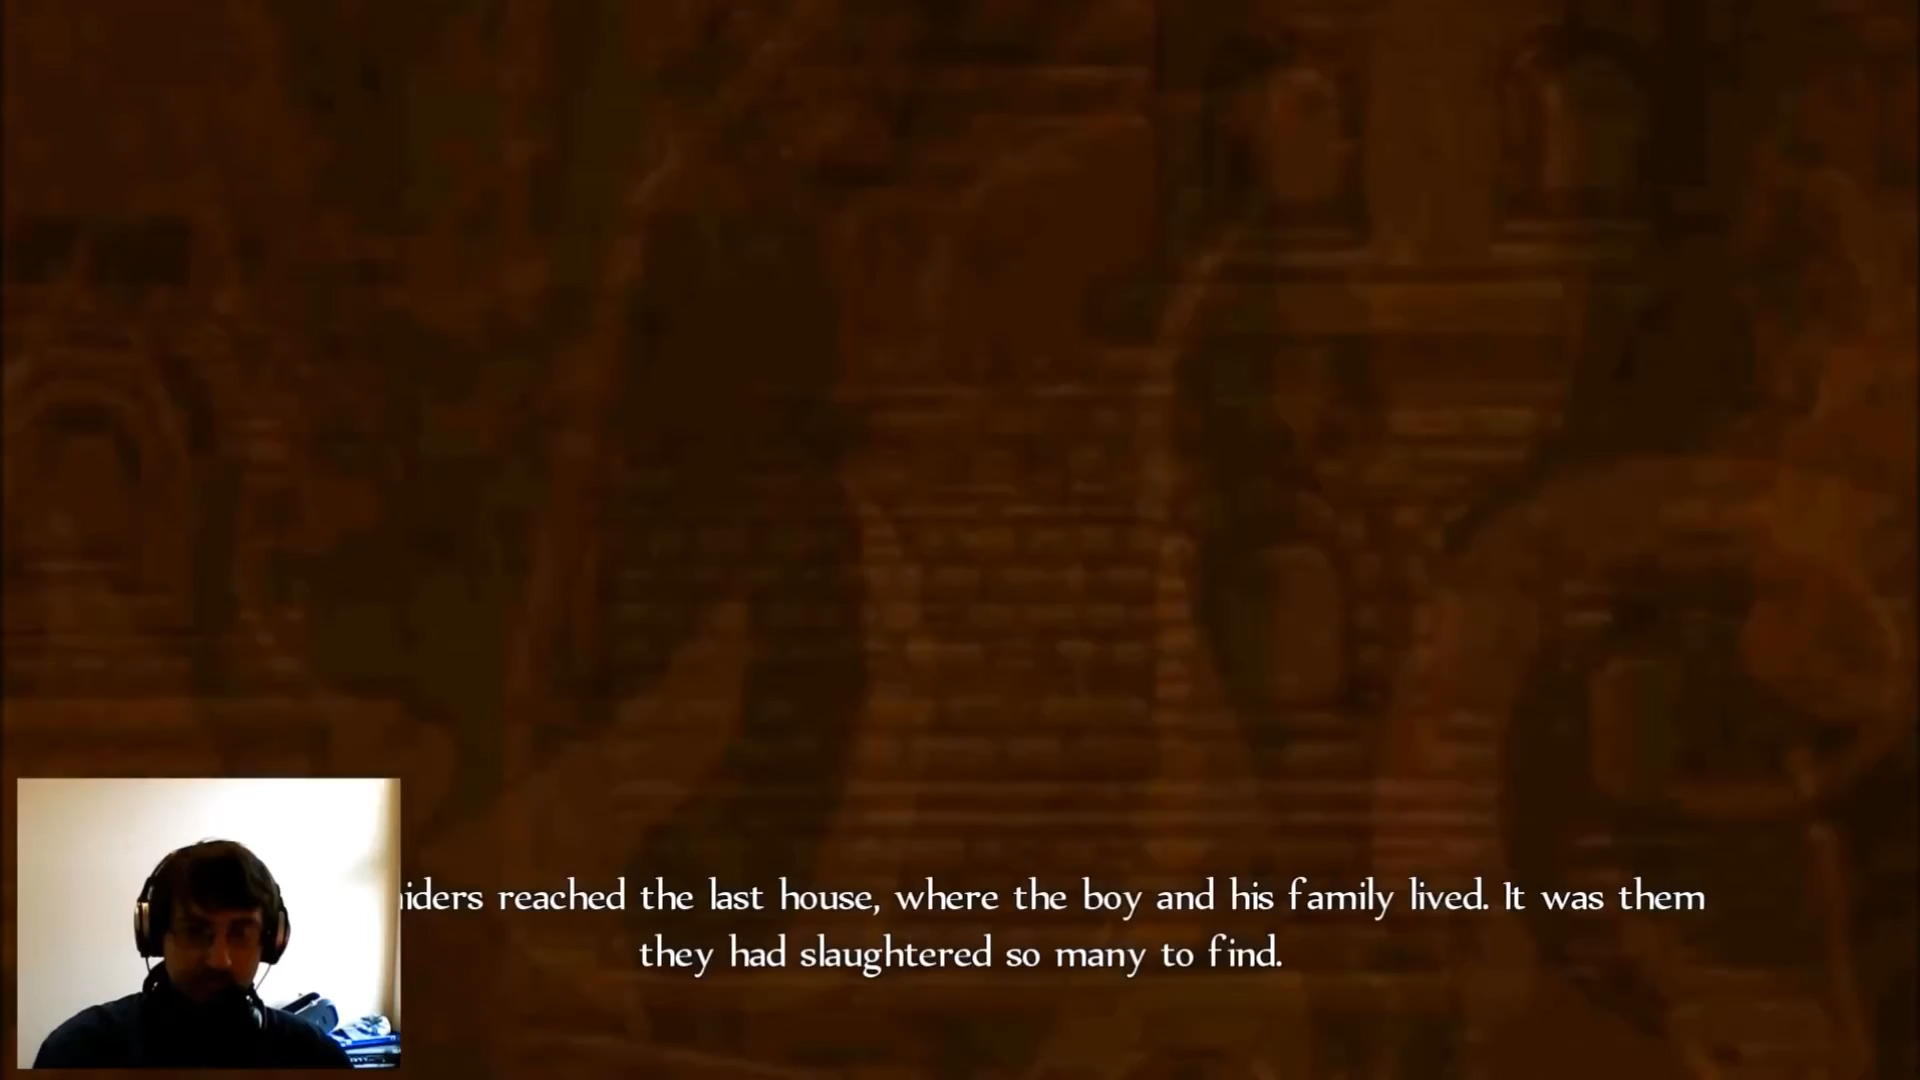 reached the last house, where the boy and his family lived. It was them
they had slaughtered so many to find.